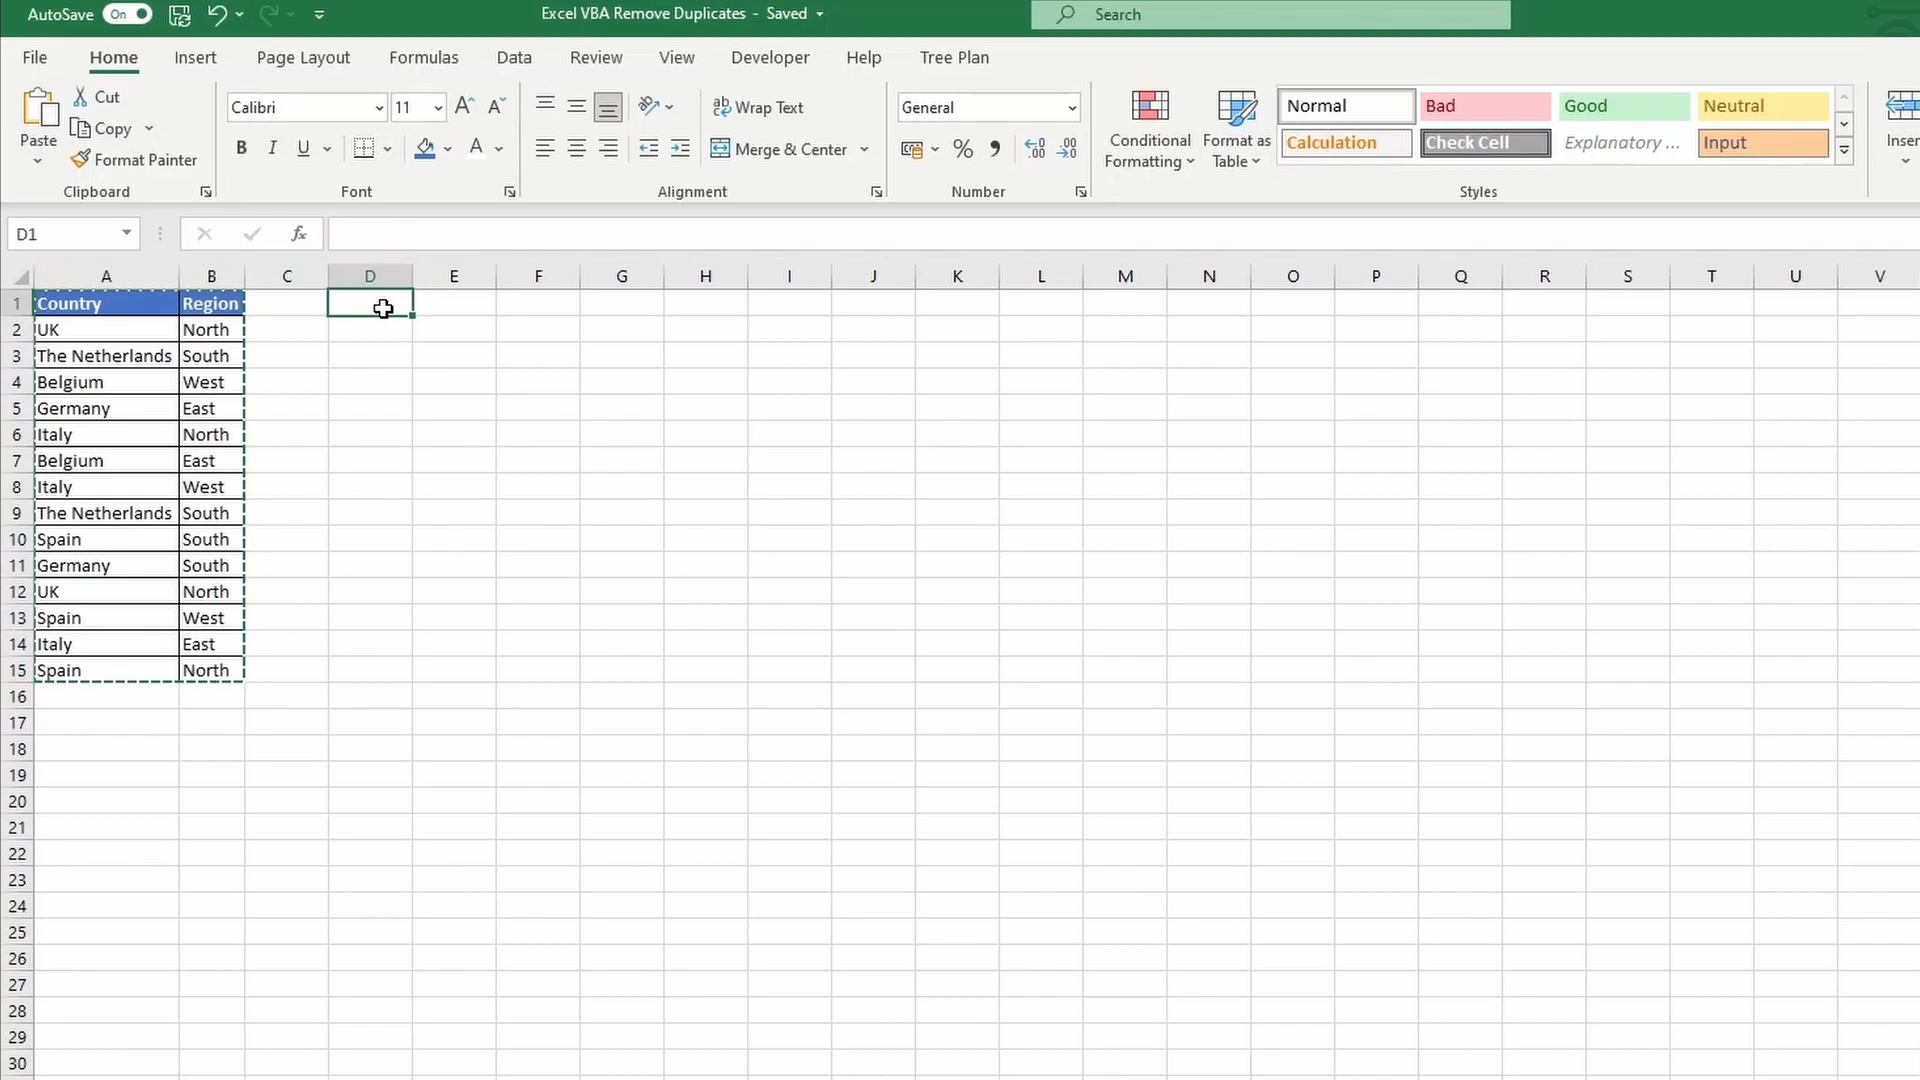 AutoSave On Excel VBA Remove Duplicates - Saved Search
File Home Insert Page Layout Formulas Data Review View Developer Help Tree Plan
Paste Cut Copy Format Painter Clipboard
Calibri 11 B I U A Font
Wrap Text Merge & Center Alignment
General % Number
Conditional Formatting Format as Table
Normal Bad Good Neutral
Calculation Check Cell Explanatory ... Input
Styles
D1 fx
A B C D E F G H I J K L M N O P Q R S T U V
1 Country Region
2 UK North
3 The Netherlands South
4 Belgium West
5 Germany East
6 Italy North
7 Belgium East
8 Italy West
9 The Netherlands South
10 Spain South
11 Germany South
12 UK North
13 Spain West
14 Italy East
15 Spain North
16
17
18
19
20
21
22
23
24
25
26
27
28
29
30